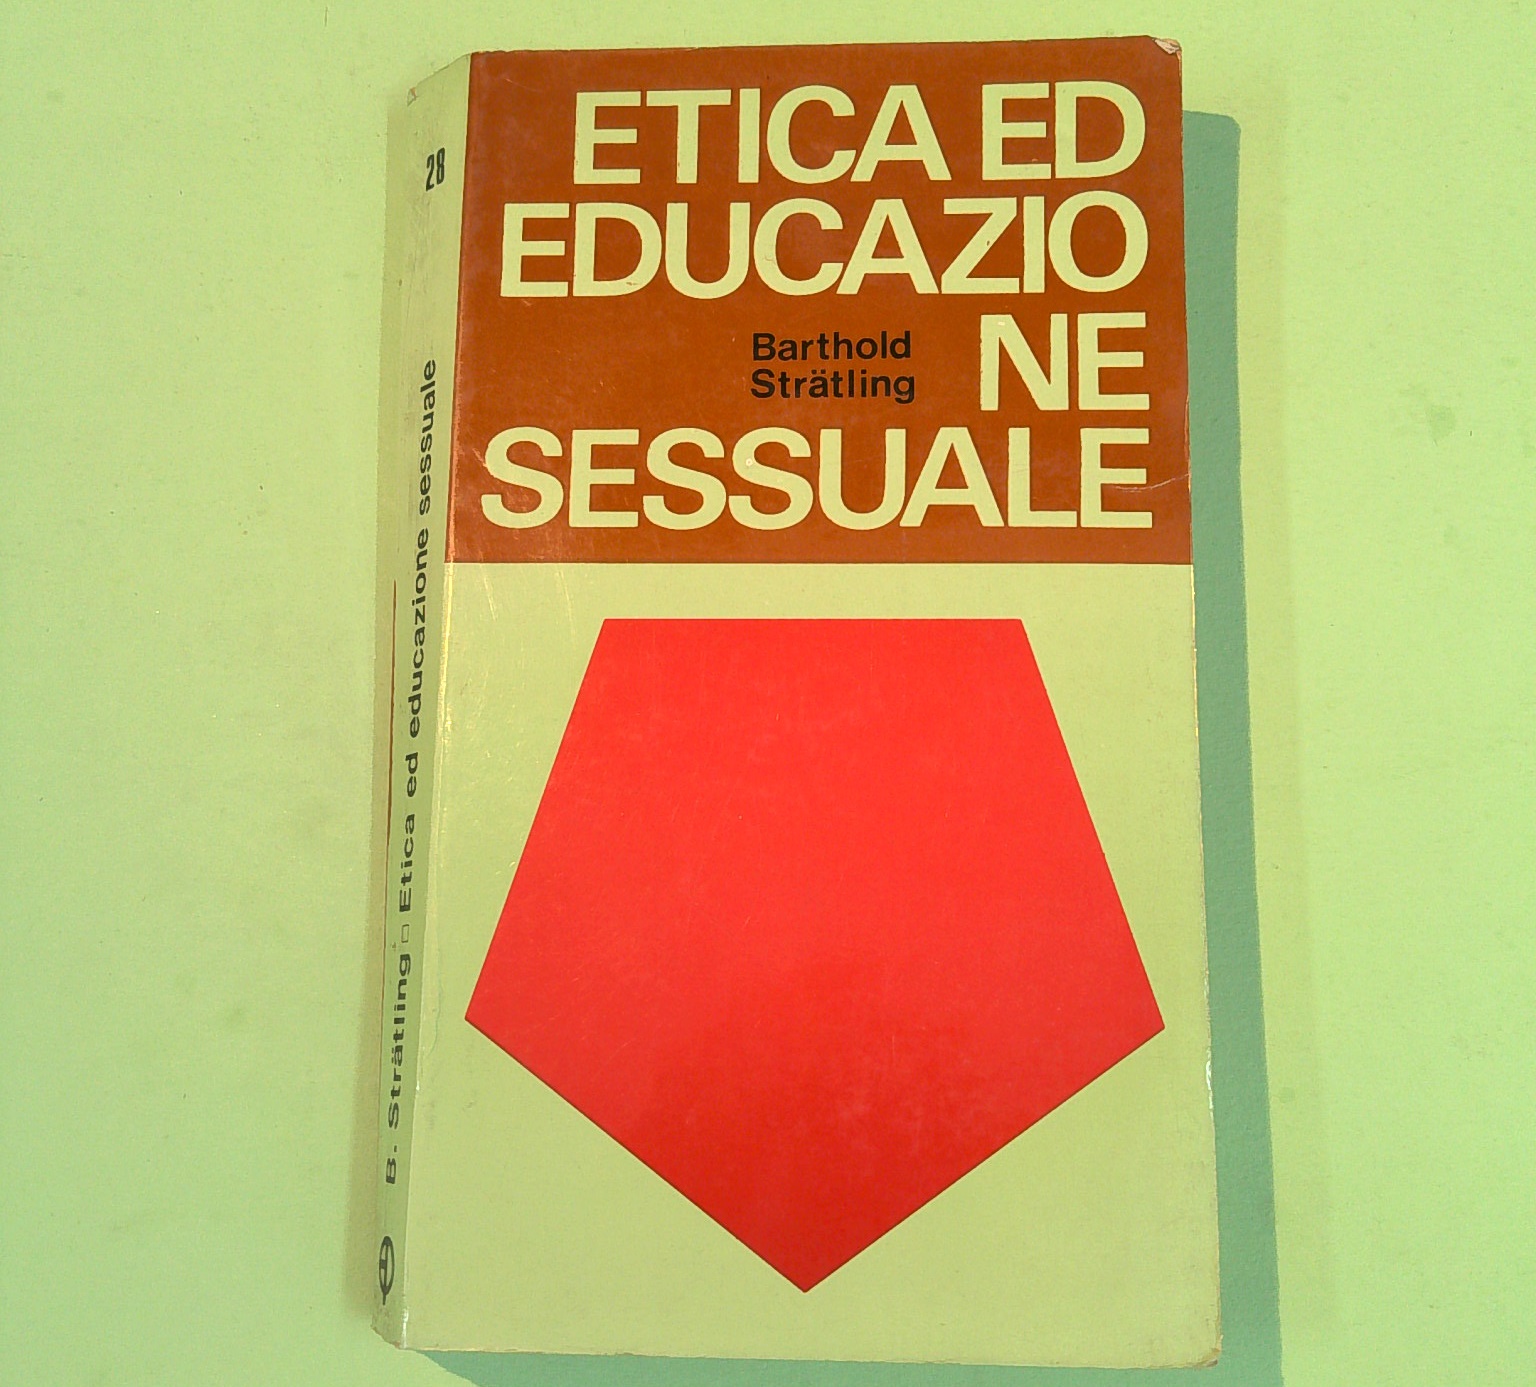 ETICA ED
EDUCAZIO
NE
Barthold
Strätling
SESSUALE
28
B. Strätling □ Etica ed educazione sessuale